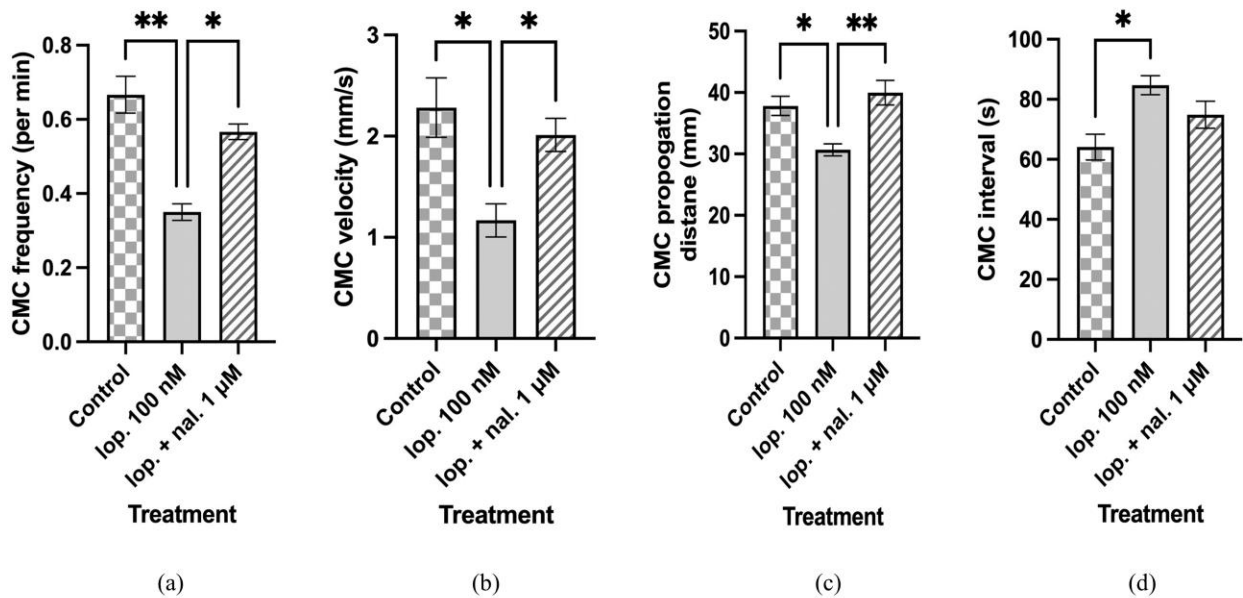 ** *
CMC frequency (per min)
0.8
0.6
0.4
0.2
0.0
Control
lop. 100 nM
lop. + nal. 1 µM
Treatment
(a)
* *
CMC velocity (mm/s)
3
2
1
0
Control
lop. 100 nM
lop. + nal. 1 µM
Treatment
(b)
* **
CMC propogation
distane (mm)
50
40
30
20
10
0
Control
lop. 100 nM
lop. + nal. 1 µM
Treatment
(c)
*
CMC interval (s)
100
80
60
40
20
0
Control
lop. 100 nM
lop. + nal. 1 µM
Treatment
(d)